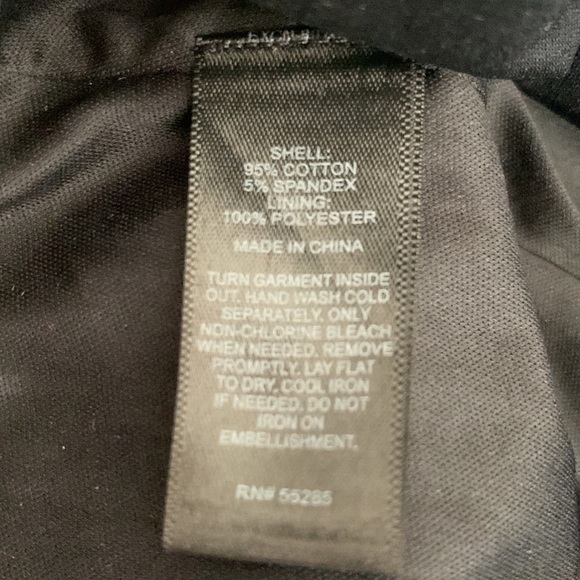 SHELL:
95% COTTON
5% SPANDEX
LINING:
100% POLYESTER
MADE IN CHINA
TURN GARMENT INSIDE
OUT. HAND WASH COLD
SEPARATELY. ONLY
NON-CHLORINE BLEACH
WHEN NEEDED. REMOVE
PROMPTLY. LAY FLAT
TO DRY. COOL IRON
IF NEEDED. DO NOT
IRON ON
EMBELLISHMENT.
RN# 55285